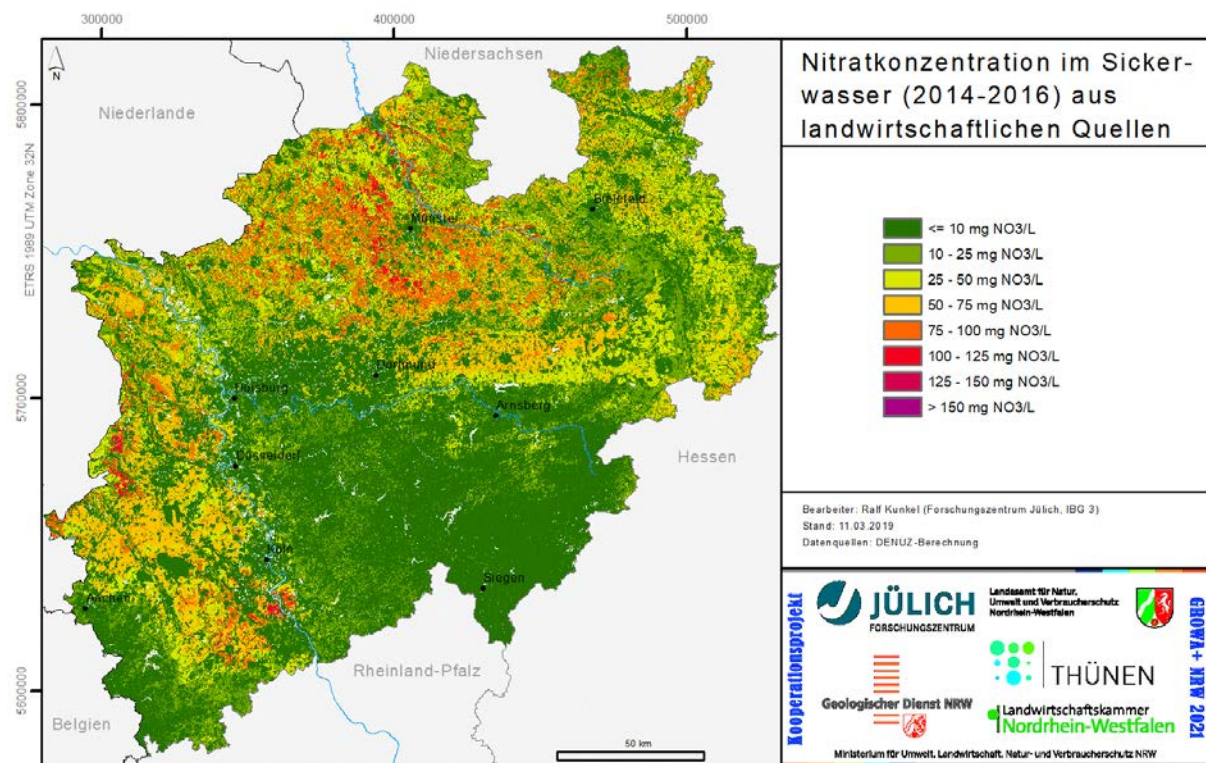 300000
400000
500000
5800000
5700000
5600000
ETRS 1989 UTM Zone 32N
N
Niedersachsen
Niederlande
Bielefeld
Münster
Dortmund
Duisburg
Arnsberg
Hessen
Düsseldorf
Köln
Siegen
Aachen
Rheinland-Pfalz
Belgien
50 km
Nitratkonzentration im Sicker-
wasser (2014-2016) aus
landwirtschaftlichen Quellen
<= 10 mg NO3/L
10 - 25 mg NO3/L
25 - 50 mg NO3/L
50 - 75 mg NO3/L
75 - 100 mg NO3/L
100 - 125 mg NO3/L
125 - 150 mg NO3/L
> 150 mg NO3/L
Bearbeiter: Ralf Kunkel (Forschungszentrum Jülich, IBG 3)
Stand: 11.03.2019
Datenquellen: DENUZ-Berechnung
Kooperationsprojekt
JÜLICH
FORSCHUNGSZENTRUM
Landesamt für Natur,
Umwelt und Verbraucherschutz
Nordrhein-Westfalen
THÜNEN
Geologischer Dienst NRW
Landwirtschaftskammer
Nordrhein-Westfalen
GROWA+ NRW 2021
Ministerium für Umwelt, Landwirtschaft, Natur- und Verbraucherschutz NRW